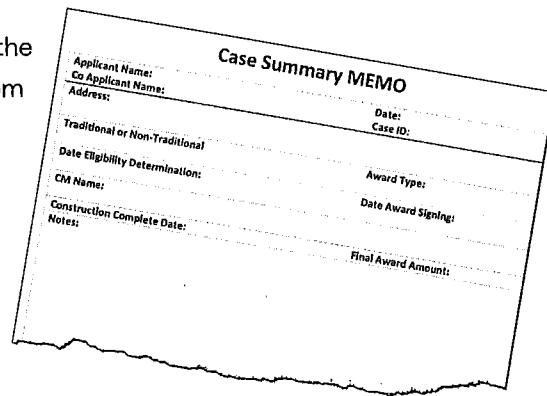 the
om
Case Summary MEMO
Applicant Name:
Date:
Co Applicant Name:
Case ID:
Address:
Traditional or Non-Traditional
Award Type:
Date Eligibility Determination:
Date Award Signing:
CM Name:
Construction Complete Date:
Final Award Amount:
Notes: